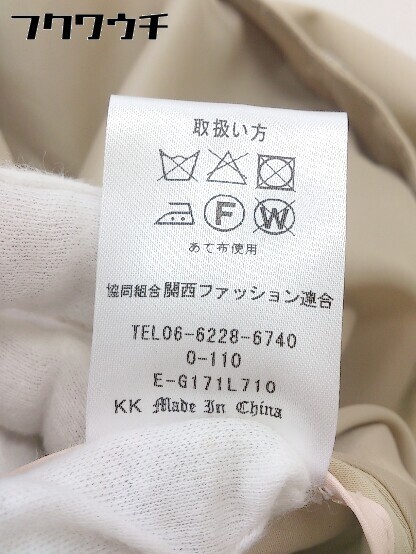 フクワウチ
取扱い方
F W
あて布使用
協同組合関西ファッション連合
TEL06-6228-6740
0-110
E-G171L710
KK Made In China